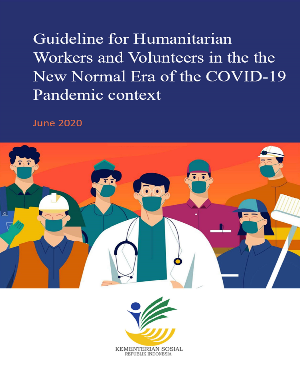 Guideline for Humanitarian
Workers and Volunteers in the the
New Normal Era of the COVID-19
Pandemic context
June 2020
KEMENTERIAN SOSIAL
REPUBLIK INDONESIA